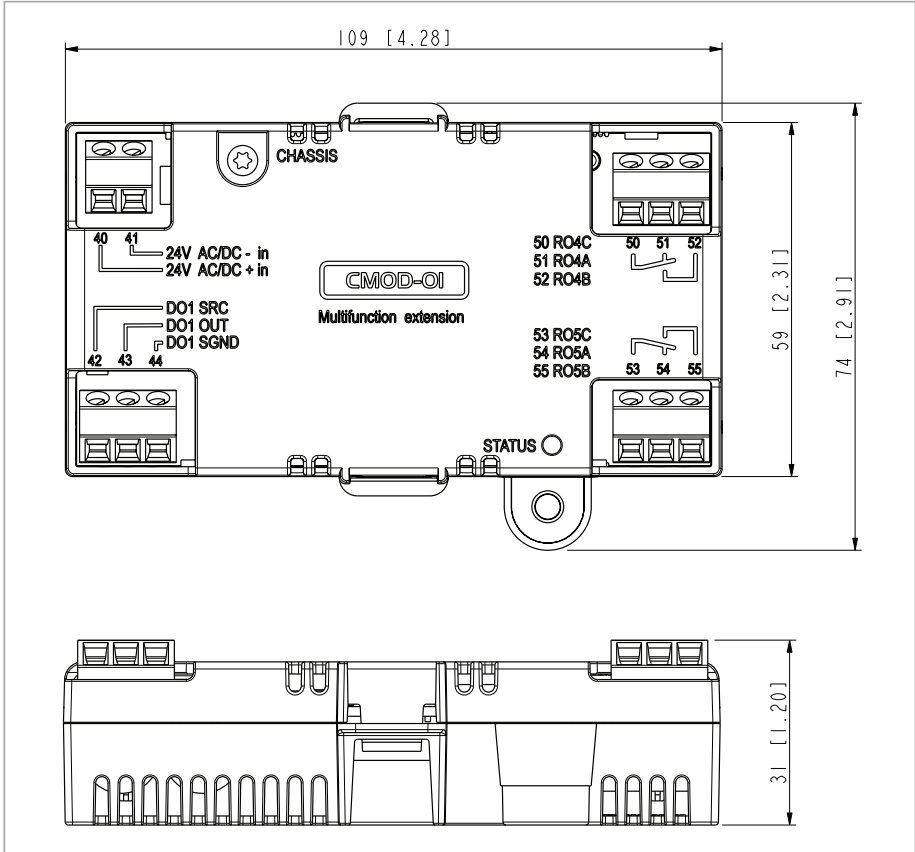 109 [4.28]
CHASSIS
40 41
24V AC/DC - in
24V AC/DC + in
50 RO4C 50 51 52
51 RO4A
52 RO4B
CMOD-01
Multifunction extension
DO1 SRC
DO1 OUT
DO1 SGND
42 43 44
53 RO5C
54 RO5A 53 54 55
55 RO5B
STATUS
59 [2.31]
74 [2.91]
31 [1.20]